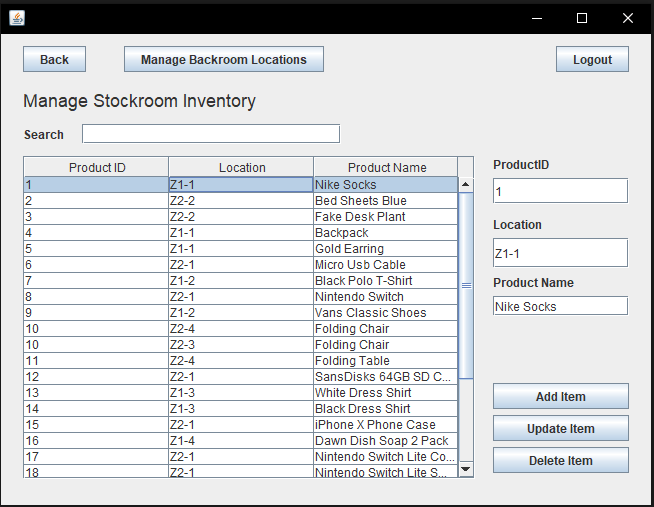 Back Manage Backroom Locations Logout
Manage Stockroom Inventory
Search
Product ID Location Product Name
1 Z1-1 Nike Socks
2 Z2-2 Bed Sheets Blue
3 Z2-2 Fake Desk Plant
4 Z1-1 Backpack
5 Z1-1 Gold Earring
6 Z2-1 Micro Usb Cable
7 Z1-2 Black Polo T-Shirt
8 Z2-1 Nintendo Switch
9 Z1-2 Vans Classic Shoes
10 Z2-4 Folding Chair
10 Z2-3 Folding Chair
11 Z2-4 Folding Table
12 Z2-1 SansDisks 64GB SD C...
13 Z1-3 White Dress Shirt
14 Z1-3 Black Dress Shirt
15 Z2-1 iPhone X Phone Case
16 Z1-4 Dawn Dish Soap 2 Pack
17 Z2-1 Nintendo Switch Lite Co...
18 Z2-1 Nintendo Switch Lite S...
ProductID
1
Location
Z1-1
Product Name
Nike Socks
Add Item
Update Item
Delete Item